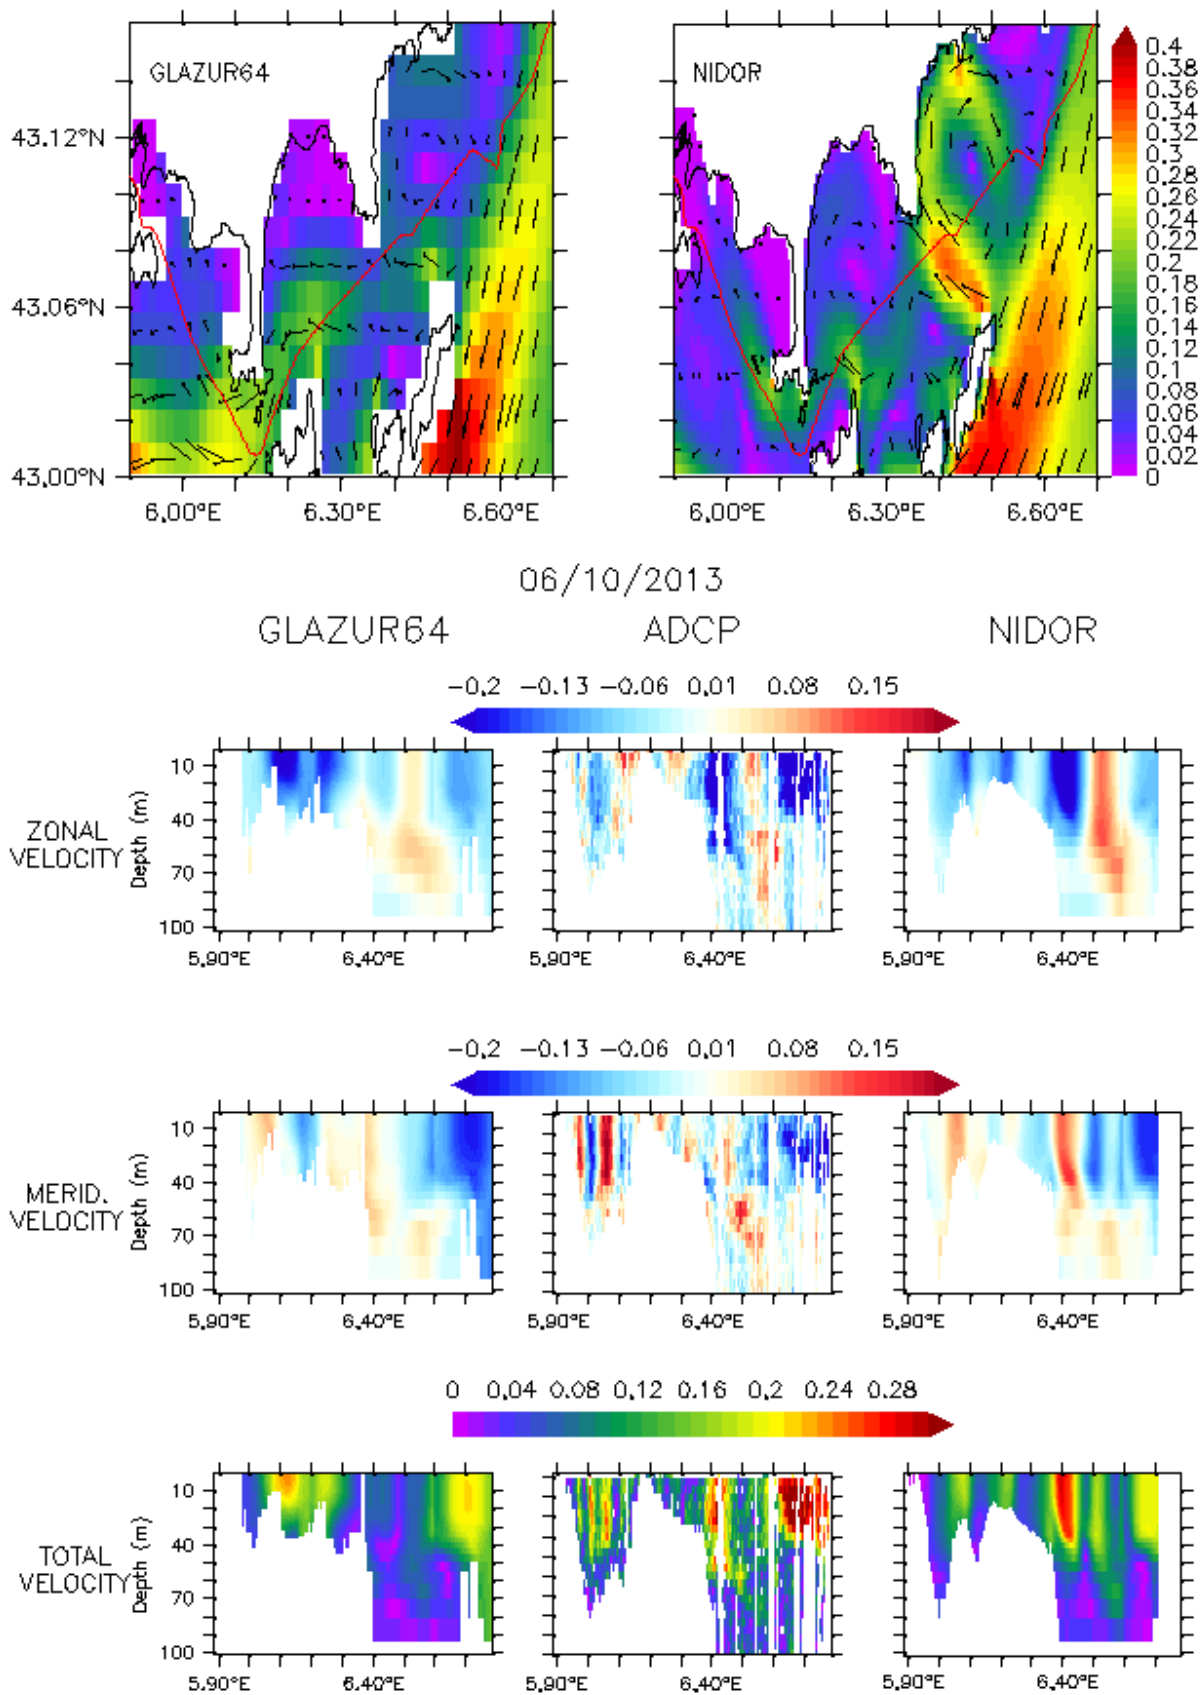 GLAZUR64 NIDOR
0.4
0.38
0.36
0.34
0.32
0.3
0.28
0.26
0.24
0.22
0.2
0.18
0.16
0.14
0.12
0.1
0.08
0.06
0.04
0.02
0
43.12°N
43.06°N
43.00°N
6.00°E 6.30°E 6.60°E 6.00°E 6.30°E 6.60°E
06/10/2013
GLAZUR64 ADCP NIDOR
-0.2 -0.13 -0.06 0.01 0.08 0.15
ZONAL
VELOCITY
Depth (m)
10
40
70
100
5.90°E 6.40°E 5.90°E 6.40°E 5.90°E 6.40°E
-0.2 -0.13 -0.06 0.01 0.08 0.15
MERID.
VELOCITY
Depth (m)
10
40
70
100
5.90°E 6.40°E 5.90°E 6.40°E 5.90°E 6.40°E
0 0.04 0.08 0.12 0.16 0.2 0.24 0.28
TOTAL
VELOCITY
Depth (m)
10
40
70
100
5.90°E 6.40°E 5.90°E 6.40°E 5.90°E 6.40°E